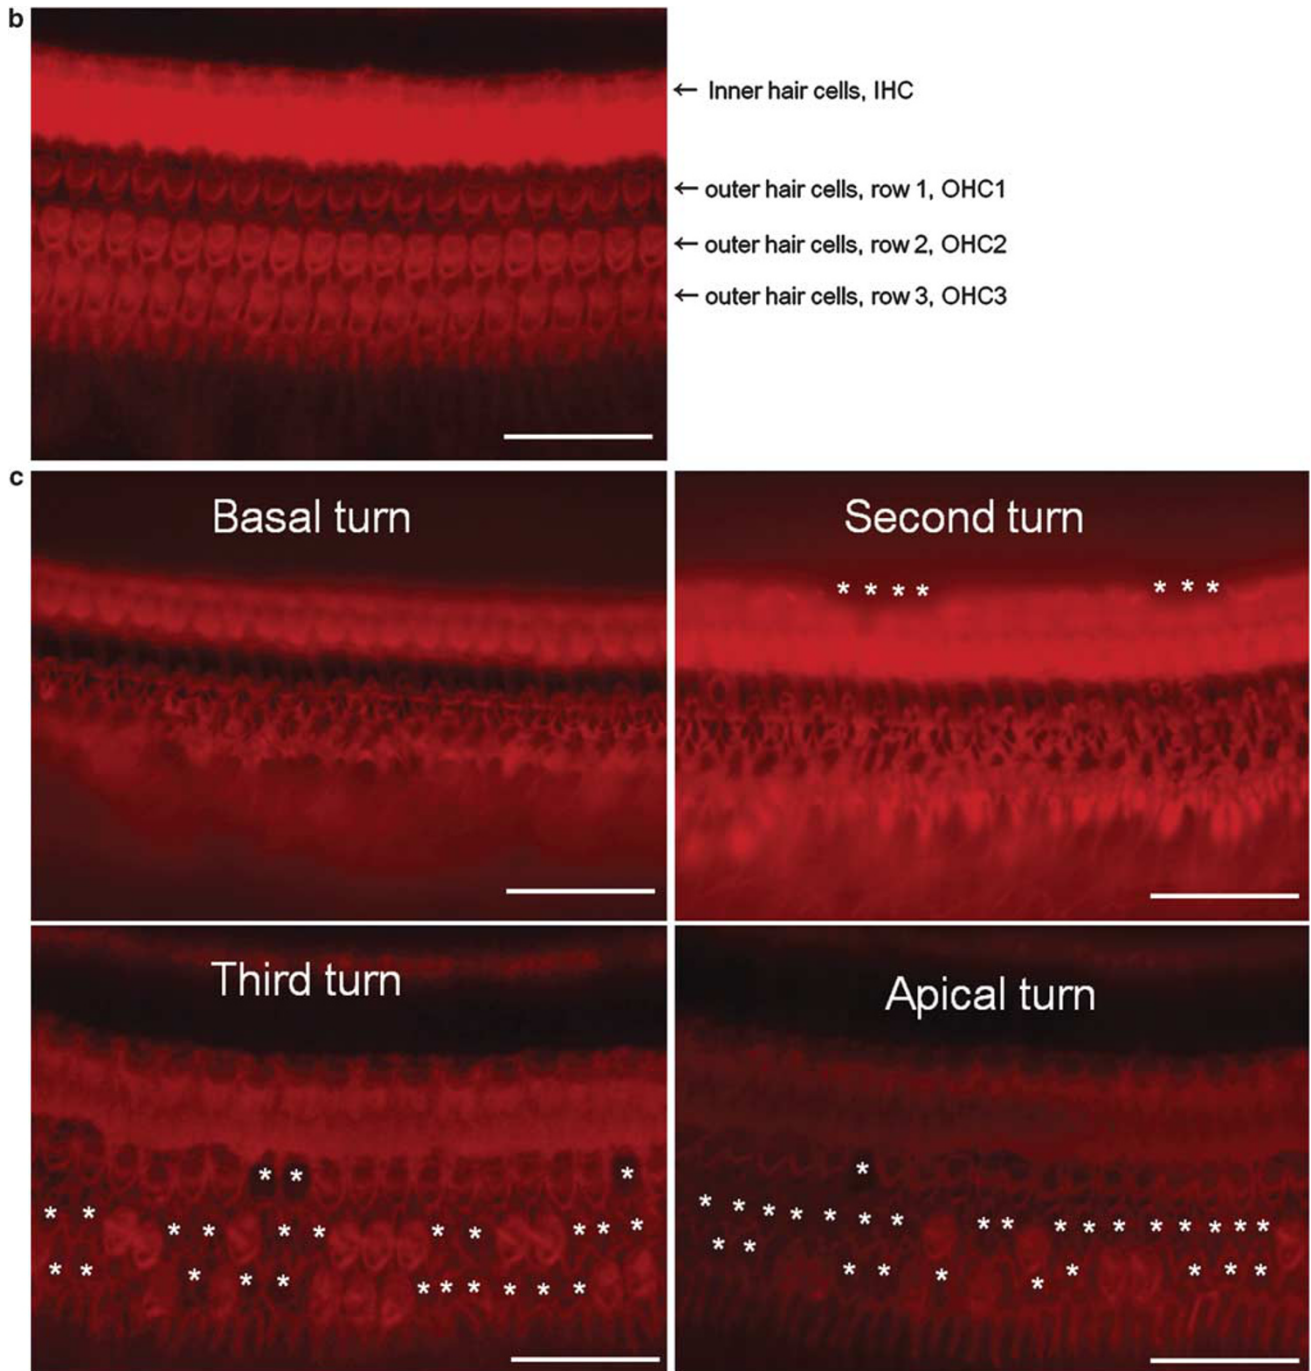 b
← Inner hair cells, IHC
← outer hair cells, row 1, OHC1
← outer hair cells, row 2, OHC2
← outer hair cells, row 3, OHC3
c
Basal turn
Second turn
* * * * * * *
Third turn
* * *
* * * * * * * * * * *
* * * * * * * * * * *
Apical turn
*
* * * * * * * * * * * * * * * * *
* * * * * * * * * *